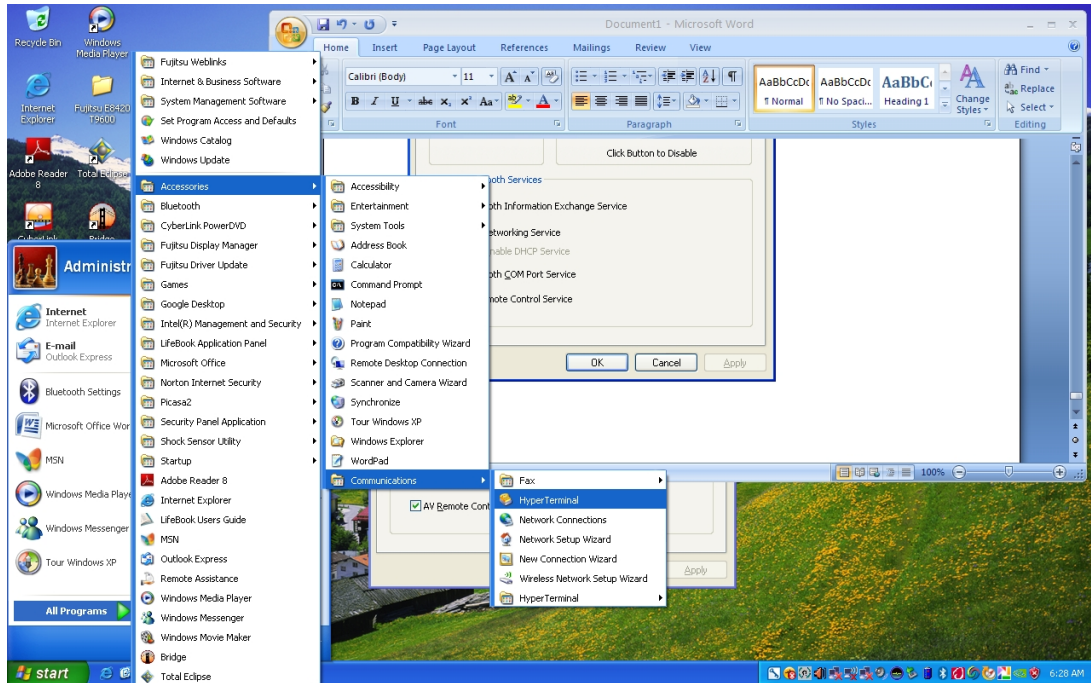 Recycle Bin
Windows Media Player
Internet Explorer
Fujitsu E8420 T9600
Adobe Reader 8
Total Eclipse
CyberLink
Bridge
Document1 - Microsoft Word
Home Insert Page Layout References Mailings Review View
Calibri (Body) 11
Font
Paragraph
AaBbCcDc AaBbCcDc AaBbC
¶ Normal ¶ No Spaci... Heading 1
Change Styles
Styles
Find
Replace
Select
Editing
Click Button to Disable
oth Services
oth Information Exchange Service
etworking Service
nable DHCP Service
oth COM Port Service
mote Control Service
OK Cancel Apply
100%
AV Remote Cont
Apply
Administr
Internet
Internet Explorer
E-mail
Outlook Express
Bluetooth Settings
Microsoft Office Wor
MSN
Windows Media Playe
Windows Messenger
Tour Windows XP
All Programs
start
Fujitsu Weblinks
Internet & Business Software
System Management Software
Set Program Access and Defaults
Windows Catalog
Windows Update
Accessories
Bluetooth
CyberLink PowerDVD
Fujitsu Display Manager
Fujitsu Driver Update
Games
Google Desktop
Intel(R) Management and Security
LifeBook Application Panel
Microsoft Office
Norton Internet Security
Picasa2
Security Panel Application
Shock Sensor Utility
Startup
Adobe Reader 8
Internet Explorer
LifeBook Users Guide
MSN
Outlook Express
Remote Assistance
Windows Media Player
Windows Messenger
Windows Movie Maker
Bridge
Total Eclipse
Accessibility
Entertainment
System Tools
Address Book
Calculator
Command Prompt
Notepad
Paint
Program Compatibility Wizard
Remote Desktop Connection
Scanner and Camera Wizard
Synchronize
Tour Windows XP
Windows Explorer
WordPad
Communications
Fax
HyperTerminal
Network Connections
Network Setup Wizard
New Connection Wizard
Wireless Network Setup Wizard
HyperTerminal
6:28 AM